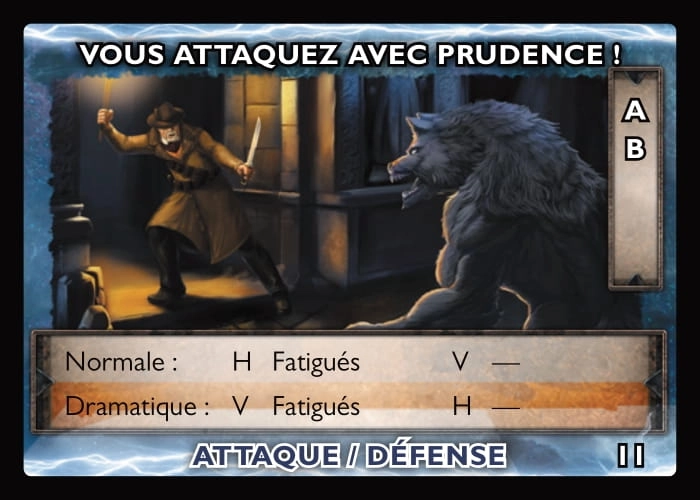 VOUS ATTAQUEZ AVEC PRUDENCE !
A
B
Normale : H Fatigués V —
Dramatique : V Fatigués H —
ATTAQUE / DÉFENSE 11